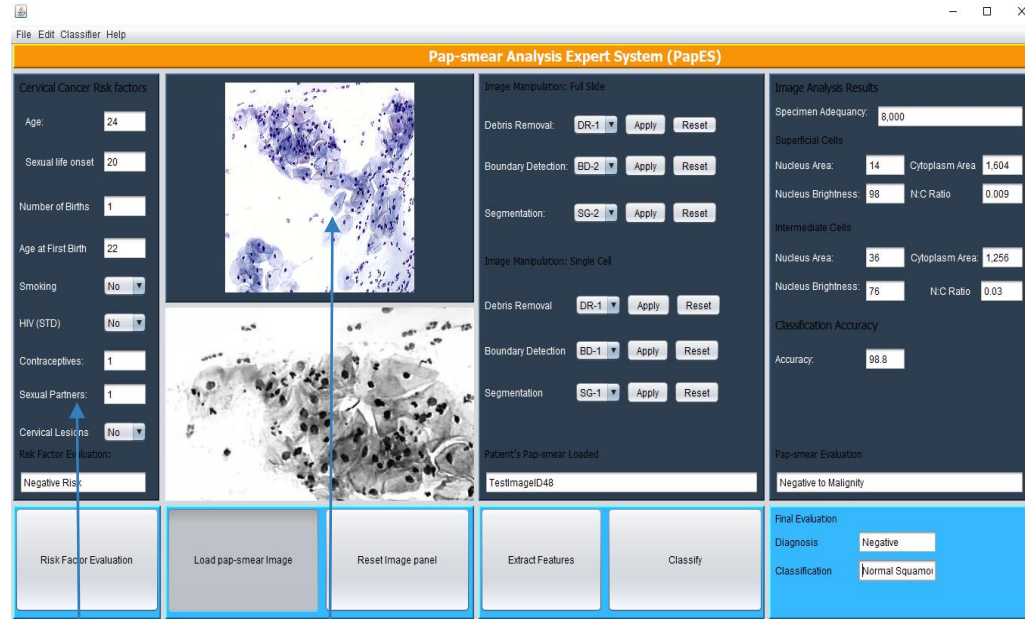 File Edit Classifier Help
Pap-smear Analysis Expert System (PapES)
Cervical Cancer Risk factors
Age: 24
Sexual life onset 20
Number of Births 1
Age at First Birth 22
Smoking No
HIV (STD) No
Contraceptives: 1
Sexual Partners: 1
Cervical Lesions No
Risk Factor Evaluation:
Negative Risk
Image Manipulation: Full Slide
Debris Removal: DR-1 Apply Reset
Boundary Detection: BD-2 Apply Reset
Segmentation: SG-2 Apply Reset
Image Manipulation: Single Cell
Debris Removal DR-1 Apply Reset
Boundary Detection BD-1 Apply Reset
Segmentation SG-1 Apply Reset
Patient's Pap-smear Loaded
TestImageID48
Image Analysis Results
Specimen Adequancy: 8,000
Superficial Cells
Nucleus Area: 14 Cytoplasm Area 1,604
Nucleus Brightness: 98 N:C Ratio 0.009
Intermediate Cells
Nucleus Area: 36 Cytoplasm Area: 1,256
Nucleus Brightness: 76 N:C Ratio 0.03
Classification Accuracy
Accuracy: 98.8
Pap-smear Evaluation
Negative to Malignity
Risk Factor Evaluation
Load pap-smear Image
Reset Image panel
Extract Features
Classify
Final Evaluation
Diagnosis Negative
Classification Normal Squamou